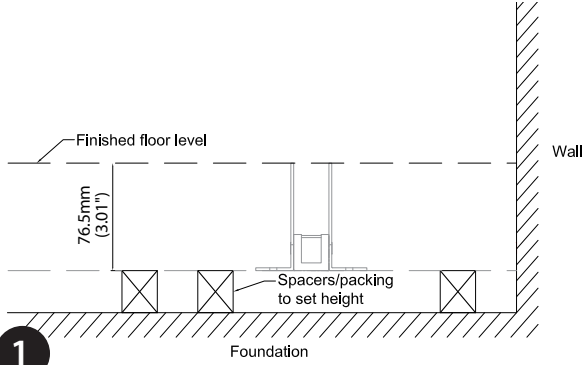 Finished floor level
Wall
76.5mm
(3.01")
Spacers/packing
to set height
1
Foundation